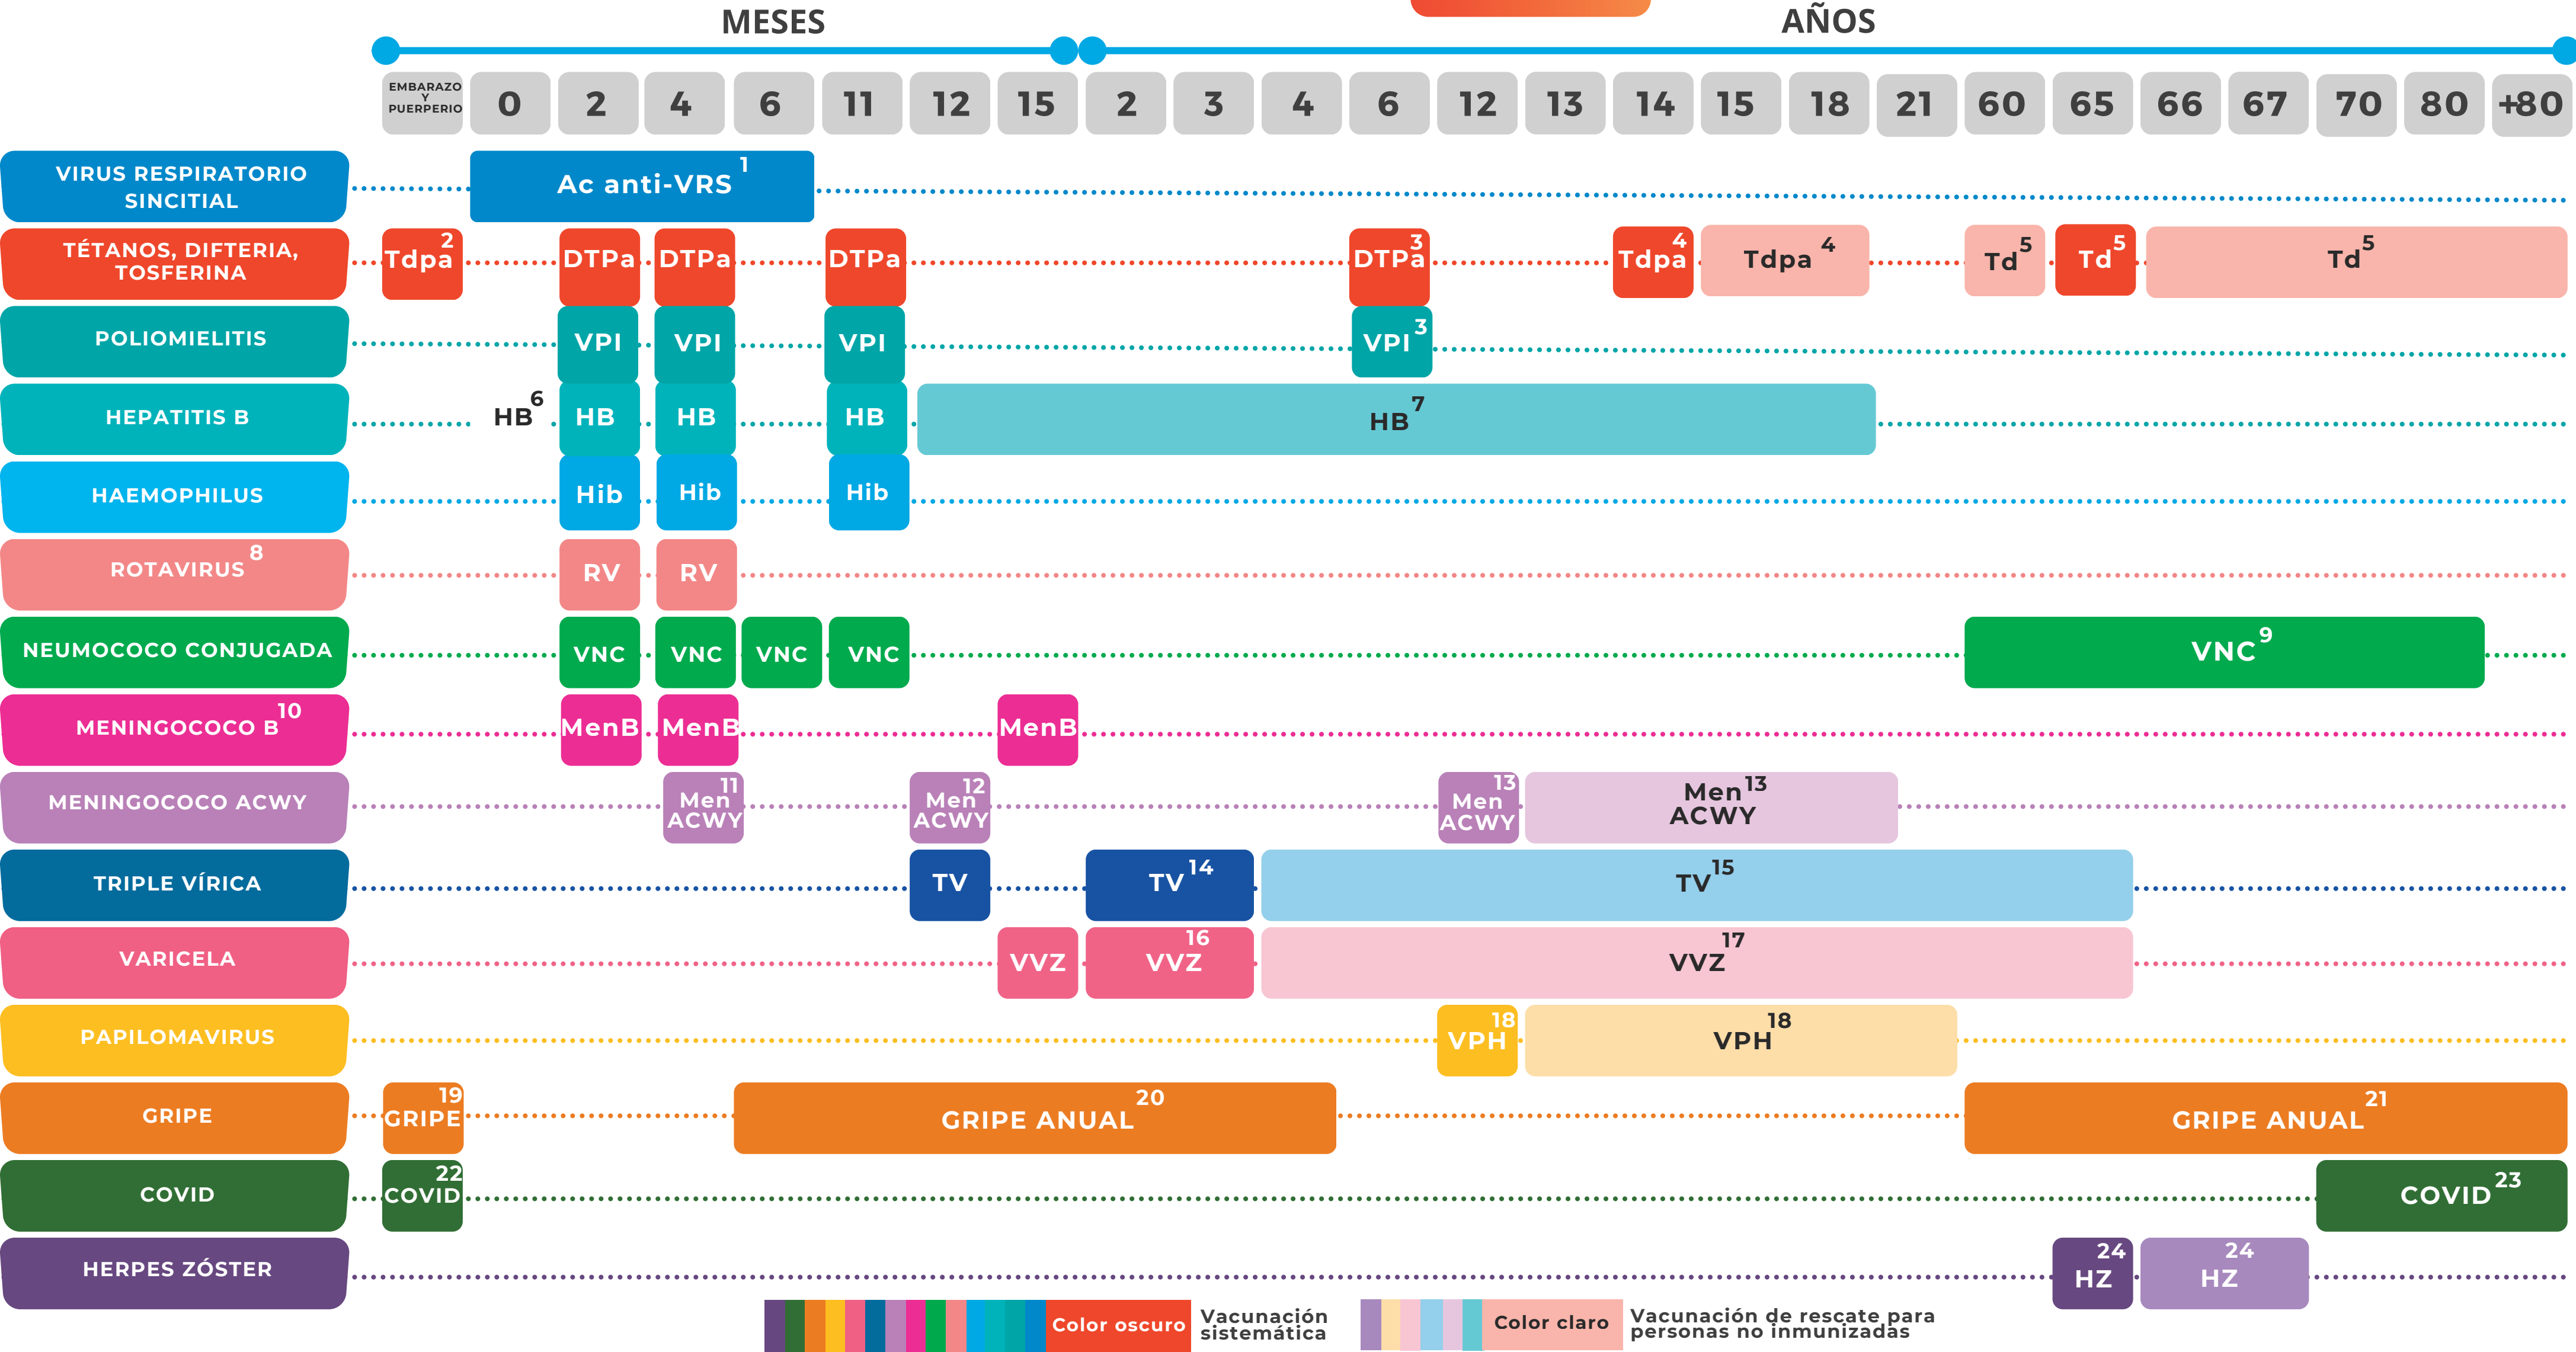 MESES
AÑOS
EMBARAZO
Y
PUERPERIO
0 2 4 6 11 12 15 2 3 4 6 12 13 14 15 18 21 60 65 66 67 70 80 +80
VIRUS RESPIRATORIO
SINCITIAL
Ac anti-VRS 1
TÉTANOS, DIFTERIA,
TOSFERINA
Tdpa 2 DTPa DTPa DTPa DTPa 3 Tdpa 4 Tdpa 4 Td 5 Td 5 Td 5
POLIOMIELITIS
VPI VPI VPI VPI 3
HEPATITIS B
HB 6 HB HB HB HB 7
HAEMOPHILUS
Hib Hib Hib
ROTAVIRUS 8
RV RV
NEUMOCOCO CONJUGADA
VNC VNC VNC VNC VNC 9
MENINGOCOCO B 10
MenB MenB MenB
MENINGOCOCO ACWY
Men 11
ACWY
Men 12
ACWY
Men 13
ACWY
Men 13
ACWY
TRIPLE VÍRICA
TV TV 14 TV 15
VARICELA
VVZ VVZ 16 VVZ 17
PAPILOMAVIRUS
VPH 18 VPH 18
GRIPE
GRIPE 19 GRIPE ANUAL 20 GRIPE ANUAL 21
COVID
COVID 22 COVID 23
HERPES ZÓSTER
HZ 24 HZ 24
Color oscuro
Vacunación
sistemática
Color claro
Vacunación de rescate para
personas no inmunizadas